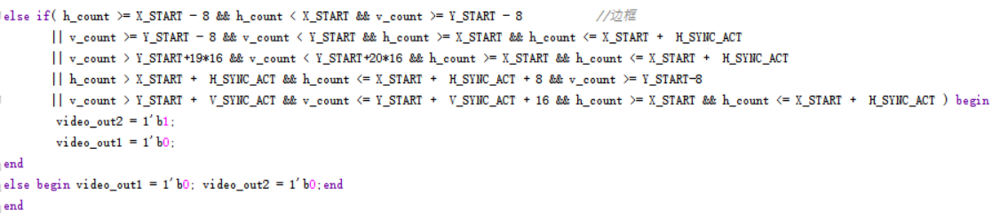 else if( h_count >= X_START - 8 && h_count < X_START && v_count >= Y_START - 8 //边框
|| v_count >= Y_START - 8 && v_count < Y_START && h_count >= X_START && h_count <= X_START + H_SYNC_ACT
|| v_count > Y_START+19*16 && v_count < Y_START+20*16 && h_count >= X_START && h_count <= X_START + H_SYNC_ACT
|| h_count > X_START + H_SYNC_ACT && h_count <= X_START + H_SYNC_ACT + 8 && v_count >= Y_START-8
|| v_count > Y_START + V_SYNC_ACT && v_count <= Y_START + V_SYNC_ACT + 16 && h_count >= X_START && h_count <= X_START + H_SYNC_ACT ) begin
video_out2 = 1'b1;
video_out1 = 1'b0;
end
else begin video_out1 = 1'b0; video_out2 = 1'b0;end
end